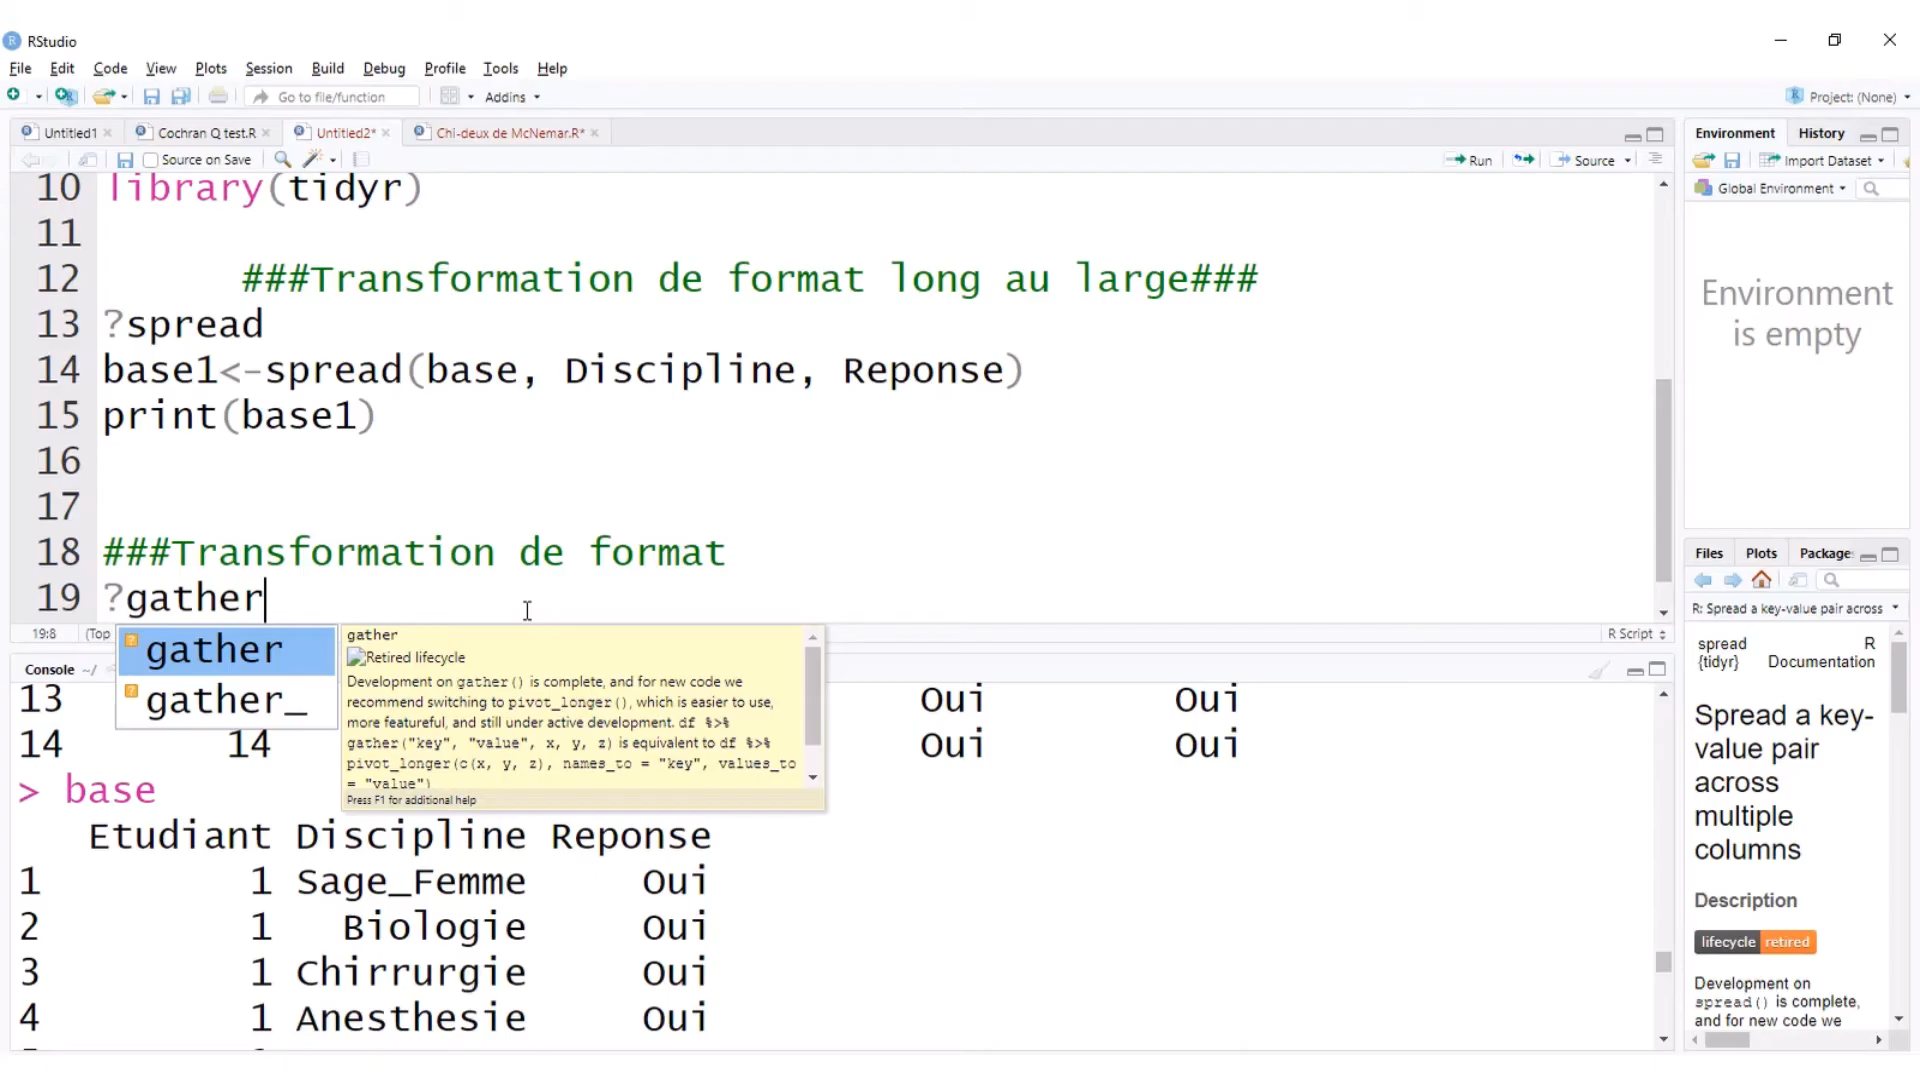 RStudio
File Edit Code View Plots Session Build Debug Profile Tools Help
Go to file/function Addins Project: (None)
Untitled1 Cochran Q test.R Untitled2* Chi-deux de McNemar.R*
Source on Save Run Source
10 library(tidyr)
11
12 ###Transformation de format long au large###
13 ?spread
14 base1<-spread(base, Discipline, Reponse)
15 print(base1)
16
17
18 ###Transformation de format
19 ?gather
19:8 (Top R Script
gather
gather_
gather
Retired lifecycle
Development on gather() is complete, and for new code we
recommend switching to pivot_longer(), which is easier to use,
more featureful, and still under active development. df %>%
gather("key", "value", x, y, z) is equivalent to df %>%
pivot_longer(c(x, y, z), names_to = "key", values_to
= "value")
Press F1 for additional help
Console ~/
13 Oui Oui
14 14 Oui Oui
> base
Etudiant Discipline Reponse
1 1 Sage_Femme Oui
2 1 Biologie Oui
3 1 Chirrurgie Oui
4 1 Anesthesie Oui
Environment History
Import Dataset
Global Environment
Environment
is empty
Files Plots Package
R: Spread a key-value pair across
spread R
{tidyr} Documentation
Spread a key-
value pair
across
multiple
columns
Description
lifecycle retired
Development on
spread() is complete,
and for new code we